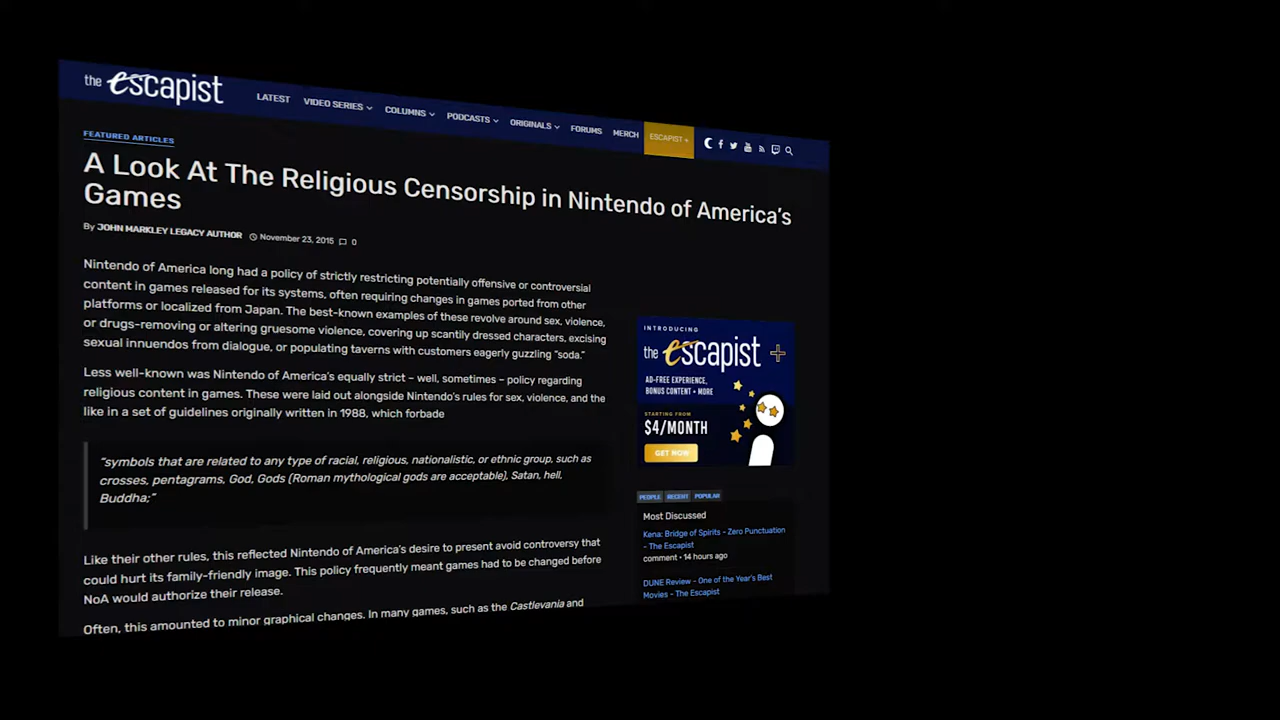 the escapist
LATEST VIDEO SERIES COLUMNS PODCASTS ORIGINALS FORUMS MERCH ESCAPIST +
FEATURED ARTICLES
A Look At The Religious Censorship in Nintendo of America's
Games
By JOHN MARKLEY LEGACY AUTHOR November 23, 2015 0
Nintendo of America long had a policy of strictly restricting potentially offensive or controversial
content in games released for its systems, often requiring changes in games ported from other
platforms or localized from Japan. The best-known examples of these revolve around sex, violence,
or drugs-removing or altering gruesome violence, covering up scantily dressed characters, excising
sexual innuendos from dialogue, or populating taverns with customers eagerly guzzling "soda."
Less well-known was Nintendo of America's equally strict – well, sometimes – policy regarding
religious content in games. These were laid out alongside Nintendo's rules for sex, violence, and the
like in a set of guidelines originally written in 1988, which forbade
"symbols that are related to any type of racial, religious, nationalistic, or ethnic group, such as
crosses, pentagrams, God, Gods (Roman mythological gods are acceptable), Satan, hell,
Buddha;"
Like their other rules, this reflected Nintendo of America's desire to present avoid controversy that
could hurt its family-friendly image. This policy frequently meant games had to be changed before
NoA would authorize their release.
Often, this amounted to minor graphical changes. In many games, such as the Castlevania and
INTRODUCING
the escapist +
AD-FREE EXPERIENCE,
BONUS CONTENT + MORE
STARTING FROM
$4/MONTH
GET NOW
PEOPLE RECENT POPULAR
Most Discussed
Kena: Bridge of Spirits - Zero Punctuation
- The Escapist
comment • 14 hours ago
DUNE Review - One of the Year's Best
Movies - The Escapist